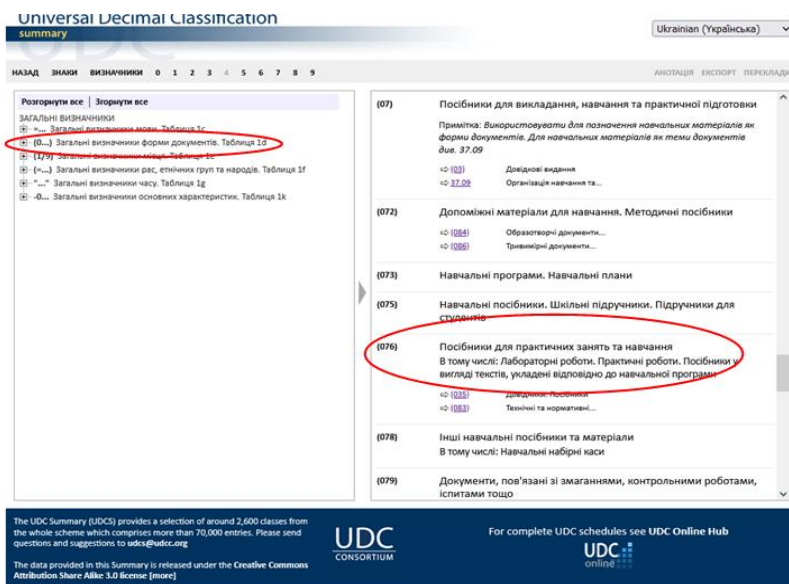 Universal Decimal Classification
summary
Ukrainian (Українська)
НАЗАД ЗНАКИ ВИЗНАЧНИКИ 0 1 2 3 4 5 6 7 8 9
АНОТАЦІЯ ЕКСПОРТ ПЕРЕКЛАДИ
Розгорнути все | Згорнути все
ЗАГАЛЬНІ ВИЗНАЧНИКИ
=... Загальні визначники мови. Таблиця 1c
(0...) Загальні визначники форми документів. Таблиця 1d
(1/9) Загальні визначники місця. Таблиця 1e
(=...) Загальні визначники рас, етнічних груп та народів. Таблиця 1f
"..." Загальні визначники часу. Таблиця 1g
-0... Загальні визначники основних характеристик. Таблиця 1k
(07) Посібники для викладання, навчання та практичної підготовки
Примітка: Використовувати для позначення навчальних матеріалів як
форми документів. Для навчальних матеріалів як теми документів
див. 37.09
⇨ (03) Довідкові видання
⇨ 37.09 Організація навчання та...
(072) Допоміжні матеріали для навчання. Методичні посібники
⇨ (084) Образотворчі документи...
⇨ (086) Тривимірні документи...
(073) Навчальні програми. Навчальні плани
(075) Навчальні посібники. Шкільні підручники. Підручники для
студентів
(076) Посібники для практичних занять та навчання
В тому числі: Лабораторні роботи. Практичні роботи. Посібники у
вигляді текстів, укладені відповідно до навчальної програми
⇨ (035) Довідники. Посібники
⇨ (083) Технічні та нормативні...
(078) Інші навчальні посібники та матеріали
В тому числі: Навчальні набірні каси
(079) Документи, пов'язані зі змаганнями, контрольними роботами,
іспитами тощо
The UDC Summary (UDCS) provides a selection of around 2,600 classes from
the whole scheme which comprises more than 70,000 entries. Please send
questions and suggestions to udcs@udcc.org
The data provided in this Summary is released under the Creative Commons
Attribution Share Alike 3.0 license [more]
UDC
CONSORTIUM
For complete UDC schedules see UDC Online Hub
UDC
online